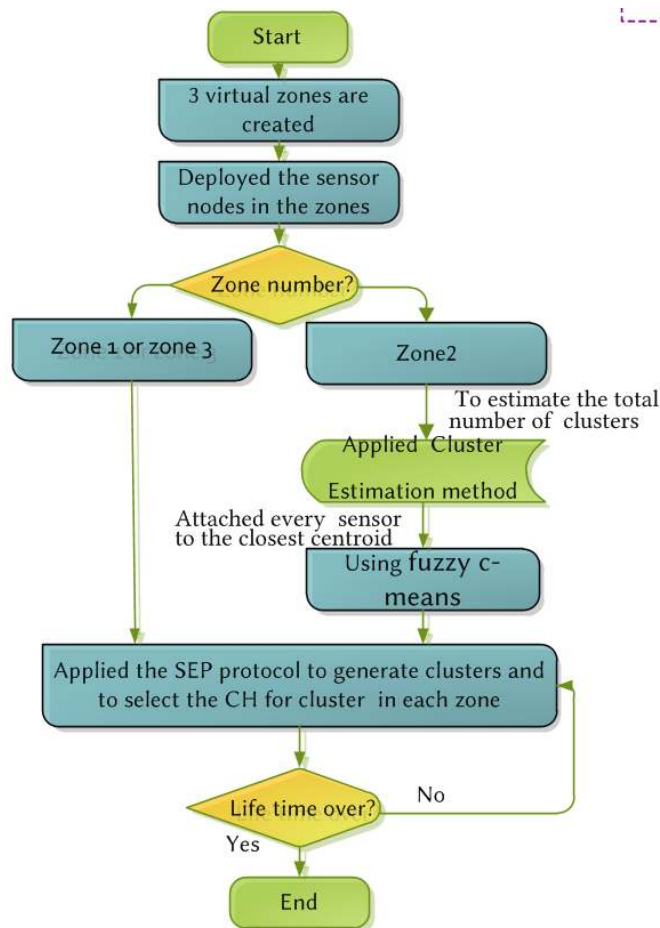 Start
3 virtual zones are
created
Deployed the sensor
nodes in the zones
Zone number?
Zone 1 or zone 3
Zone2
To estimate the total
number of clusters
Applied Cluster
Estimation method
Attached every sensor
to the closest centroid
Using fuzzy c-
means
Applied the SEP protocol to generate clusters and
to select the CH for cluster in each zone
Life time over?
No
Yes
End